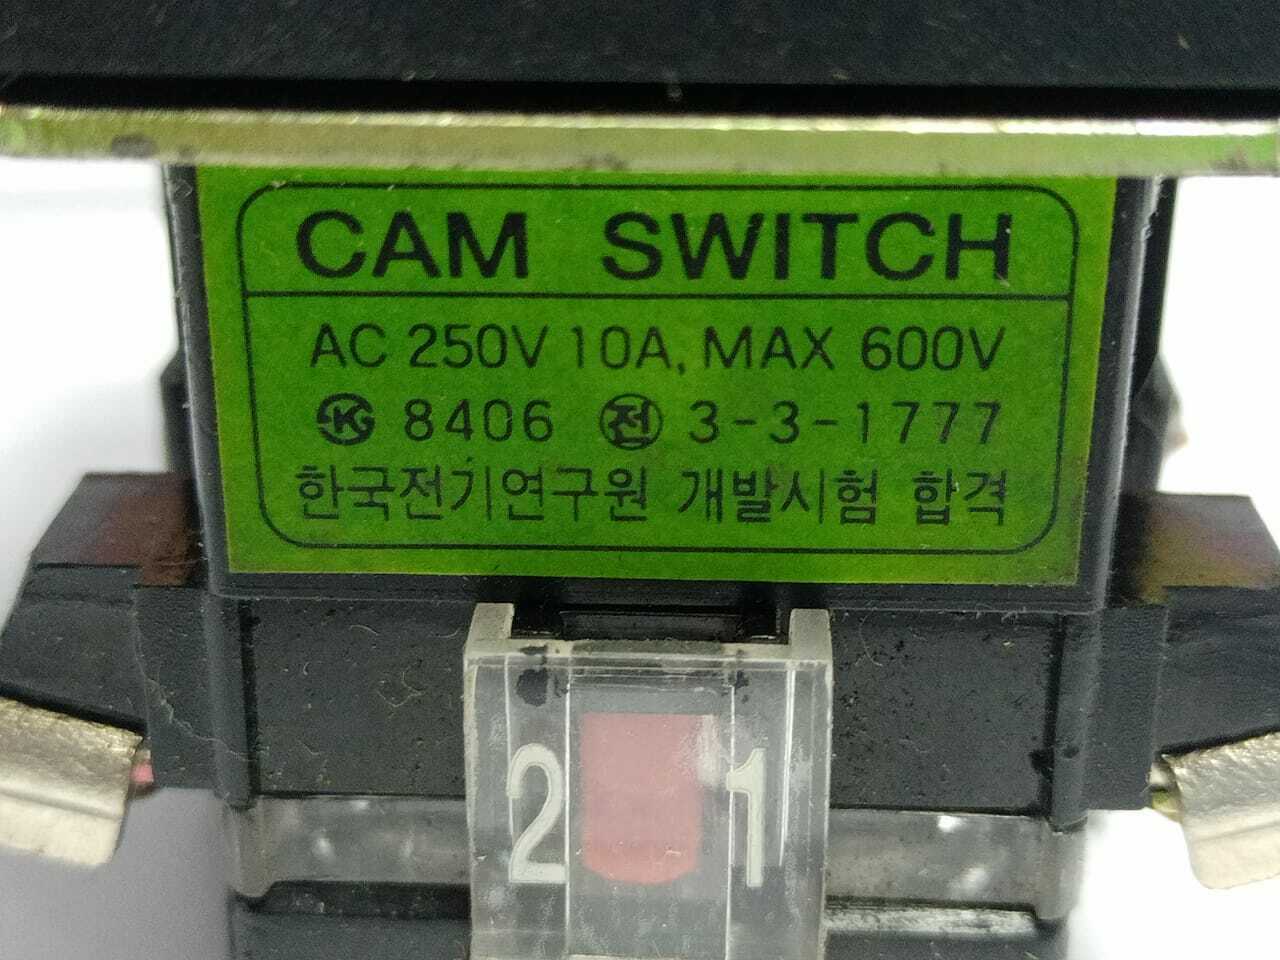 CAM SWITCH
AC 250V 10A, MAX 600V
K 8406 전 3-3-1777
한국전기연구원 개발시험 합격
2 1